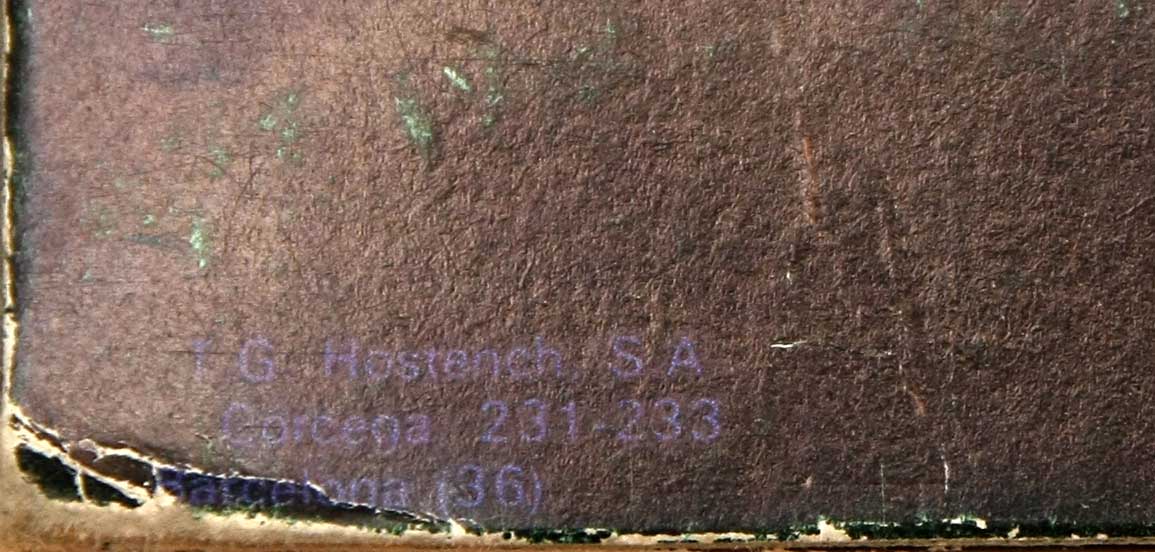 T. G. Hostench, S.A.
Corcega 231-233
Barcelona (36)